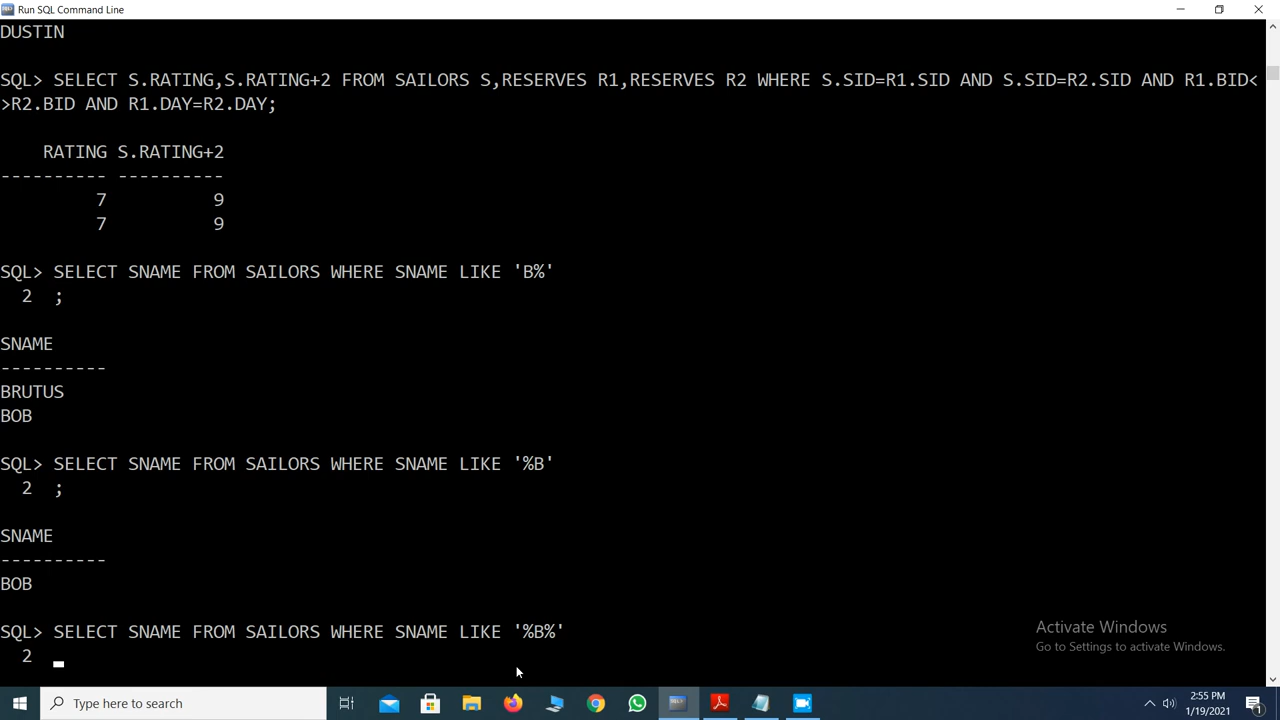 Run SQL Command Line
DUSTIN
SQL> SELECT S.RATING,S.RATING+2 FROM SAILORS S,RESERVES R1,RESERVES R2 WHERE S.SID=R1.SID AND S.SID=R2.SID AND R1.BID<
>R2.BID AND R1.DAY=R2.DAY;
RATING S.RATING+2
---------- ----------
7 9
7 9
SQL> SELECT SNAME FROM SAILORS WHERE SNAME LIKE 'B%'
2 ;
SNAME
----------
BRUTUS
BOB
SQL> SELECT SNAME FROM SAILORS WHERE SNAME LIKE '%B'
2 ;
SNAME
----------
BOB
SQL> SELECT SNAME FROM SAILORS WHERE SNAME LIKE '%B%'
2
Activate Windows
Go to Settings to activate Windows.
Type here to search
2:55 PM
1/19/2021
1